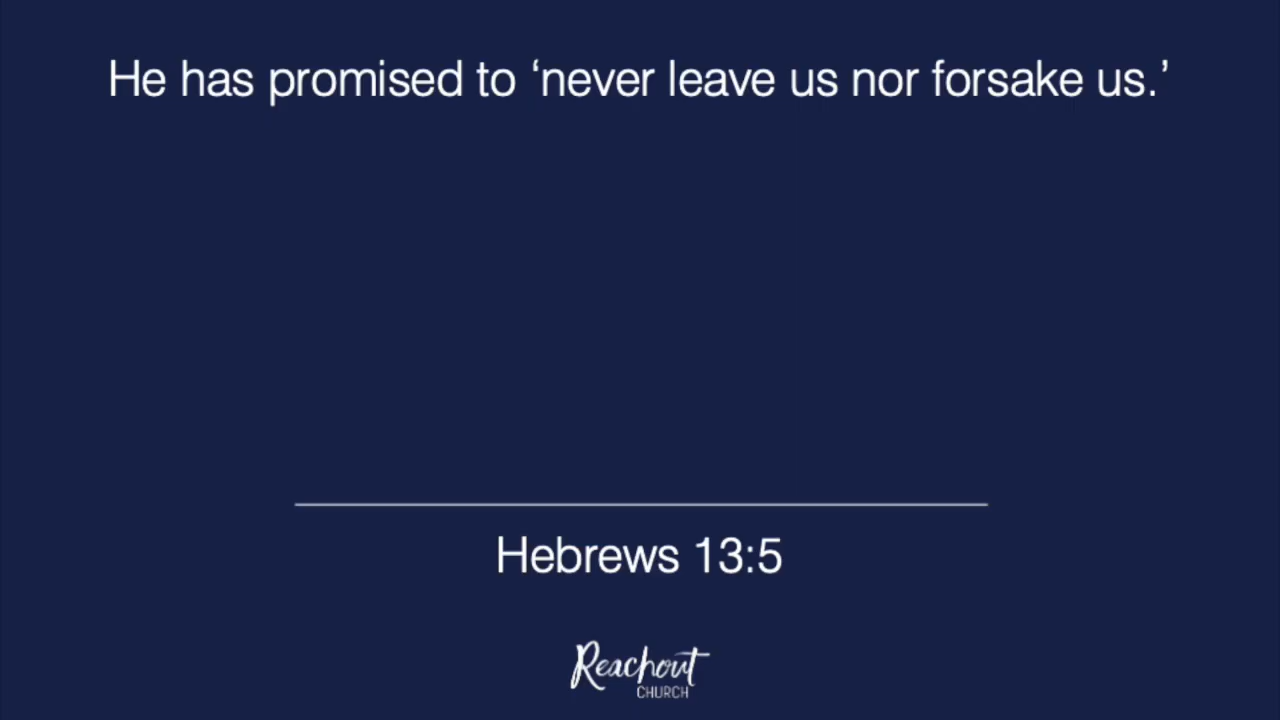 He has promised to ‘never leave us nor forsake us.’
Hebrews 13:5
Reachout
CHURCH